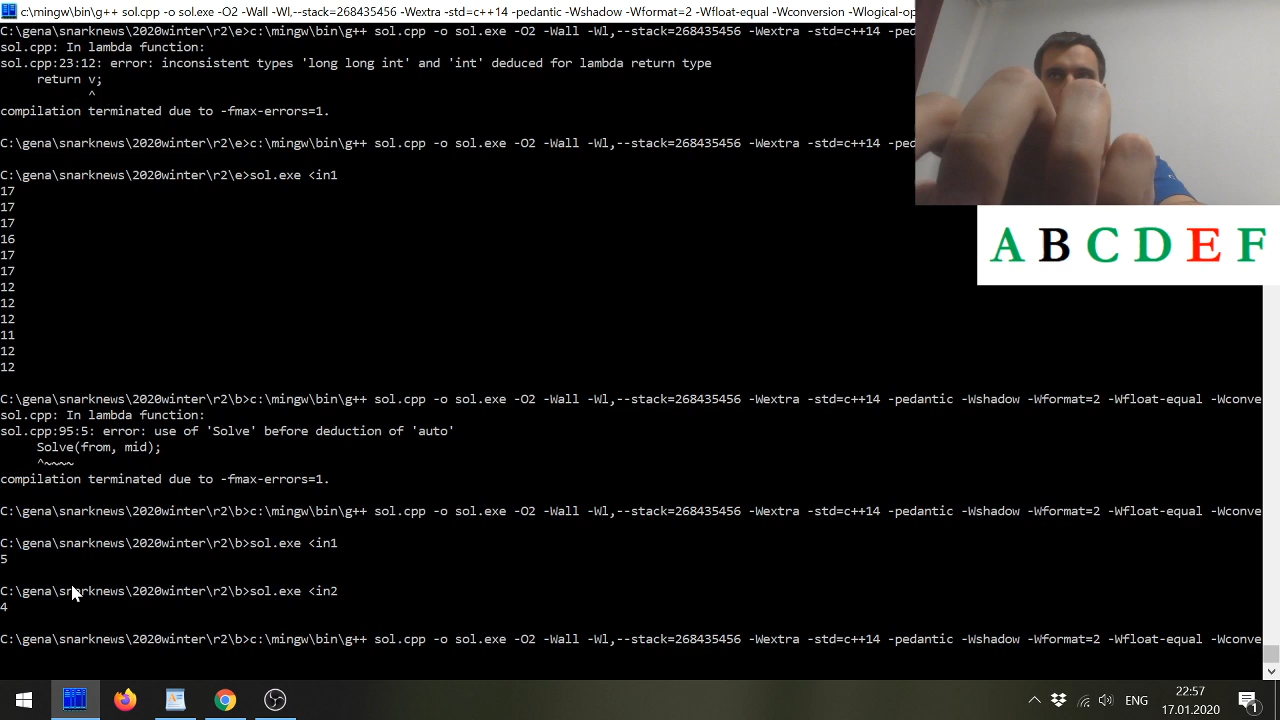 c:\mingw\bin\g++ sol.cpp -o sol.exe -O2 -Wall -Wl,--stack=268435456 -Wextra -std=c++14 -pedantic -Wshadow -Wformat=2 -Wfloat-equal -Wconversion -Wlogical-op
C:\gena\snarknews\2020winter\r2\e>c:\mingw\bin\g++ sol.cpp -o sol.exe -O2 -Wall -Wl,--stack=268435456 -Wextra -std=c++14 -ped
sol.cpp: In lambda function:
sol.cpp:23:12: error: inconsistent types 'long long int' and 'int' deduced for lambda return type
return v;
^
compilation terminated due to -fmax-errors=1.
C:\gena\snarknews\2020winter\r2\e>c:\mingw\bin\g++ sol.cpp -o sol.exe -O2 -Wall -Wl,--stack=268435456 -Wextra -std=c++14 -ped
C:\gena\snarknews\2020winter\r2\e>sol.exe <in1
17
17
17
16
17
17
12
12
12
11
12
12
A B C D E F
C:\gena\snarknews\2020winter\r2\b>c:\mingw\bin\g++ sol.cpp -o sol.exe -O2 -Wall -Wl,--stack=268435456 -Wextra -std=c++14 -pedantic -Wshadow -Wformat=2 -Wfloat-equal -Wconve
sol.cpp: In lambda function:
sol.cpp:95:5: error: use of 'Solve' before deduction of 'auto'
Solve(from, mid);
^~~~~
compilation terminated due to -fmax-errors=1.
C:\gena\snarknews\2020winter\r2\b>c:\mingw\bin\g++ sol.cpp -o sol.exe -O2 -Wall -Wl,--stack=268435456 -Wextra -std=c++14 -pedantic -Wshadow -Wformat=2 -Wfloat-equal -Wconve
C:\gena\snarknews\2020winter\r2\b>sol.exe <in1
5
C:\gena\snarknews\2020winter\r2\b>sol.exe <in2
4
C:\gena\snarknews\2020winter\r2\b>c:\mingw\bin\g++ sol.cpp -o sol.exe -O2 -Wall -Wl,--stack=268435456 -Wextra -std=c++14 -pedantic -Wshadow -Wformat=2 -Wfloat-equal -Wconve
ENG
22:57
17.01.2020
1